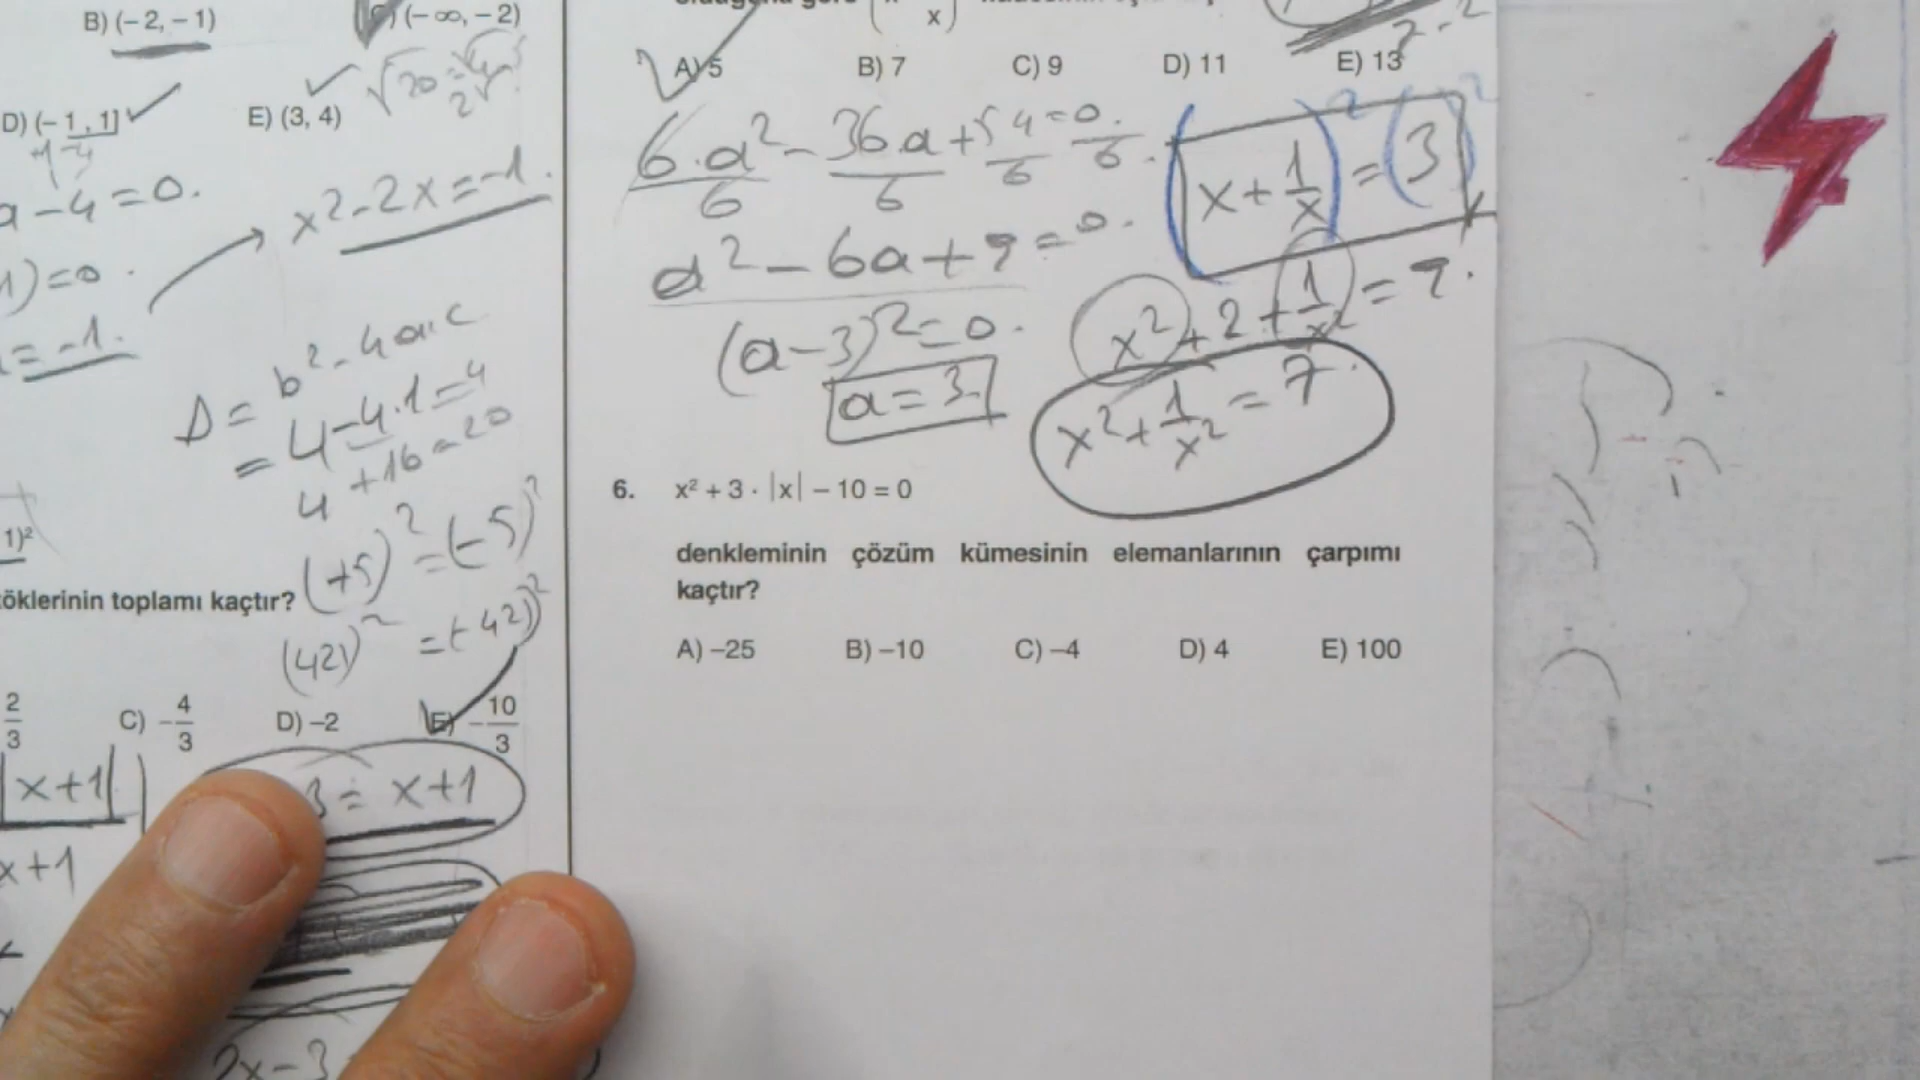 B) (-2, -1)
(-∞, -2)
D) (-1, 1]
E) (3, 4)
√20
a-4=0.
x²-2x=-1.
1)=0.
=-1.
Δ= b²-4a.c
= 4-4.1=4
4+16=20
1)²
(+5)²=(-5)²
öklerinin toplamı kaçtır?
(42)²=(-42)²
2/3
C) -4/3
D) -2
E) -10/3
|x+1|
3= x+1
x+1
2x-3
x
A) 5
B) 7
C) 9
D) 11
E) 13
6.a²/6 - 36.a/6 + 54/6 = 0/6.
(x+1/x)²=(3)²
a²-6a+9=0.
x²+2+1/x²=9.
(a-3)²=0.
a=3.
x²+1/x²=7.
6. x² + 3 · |x| - 10 = 0
denkleminin çözüm kümesinin elemanlarının çarpımı
kaçtır?
A) -25
B) -10
C) -4
D) 4
E) 100